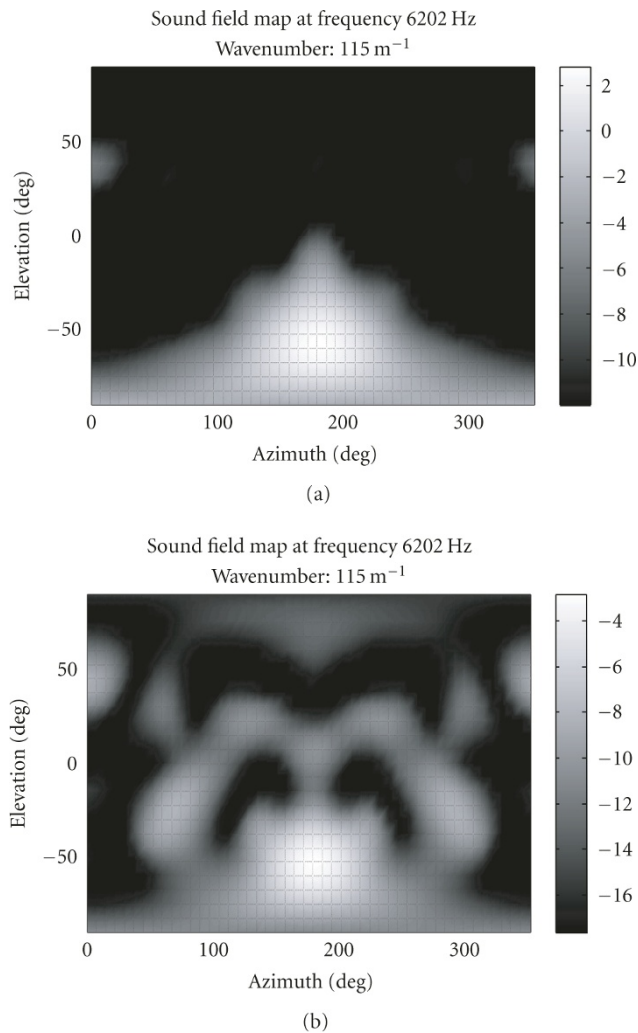 Sound field map at frequency 6202 Hz
Wavenumber: 115 m−1
50
0
−50
Elevation (deg)
0 100 200 300
Azimuth (deg)
2
0
−2
−4
−6
−8
−10
(a)
Sound field map at frequency 6202 Hz
Wavenumber: 115 m−1
50
0
−50
Elevation (deg)
0 100 200 300
Azimuth (deg)
−4
−6
−8
−10
−12
−14
−16
(b)